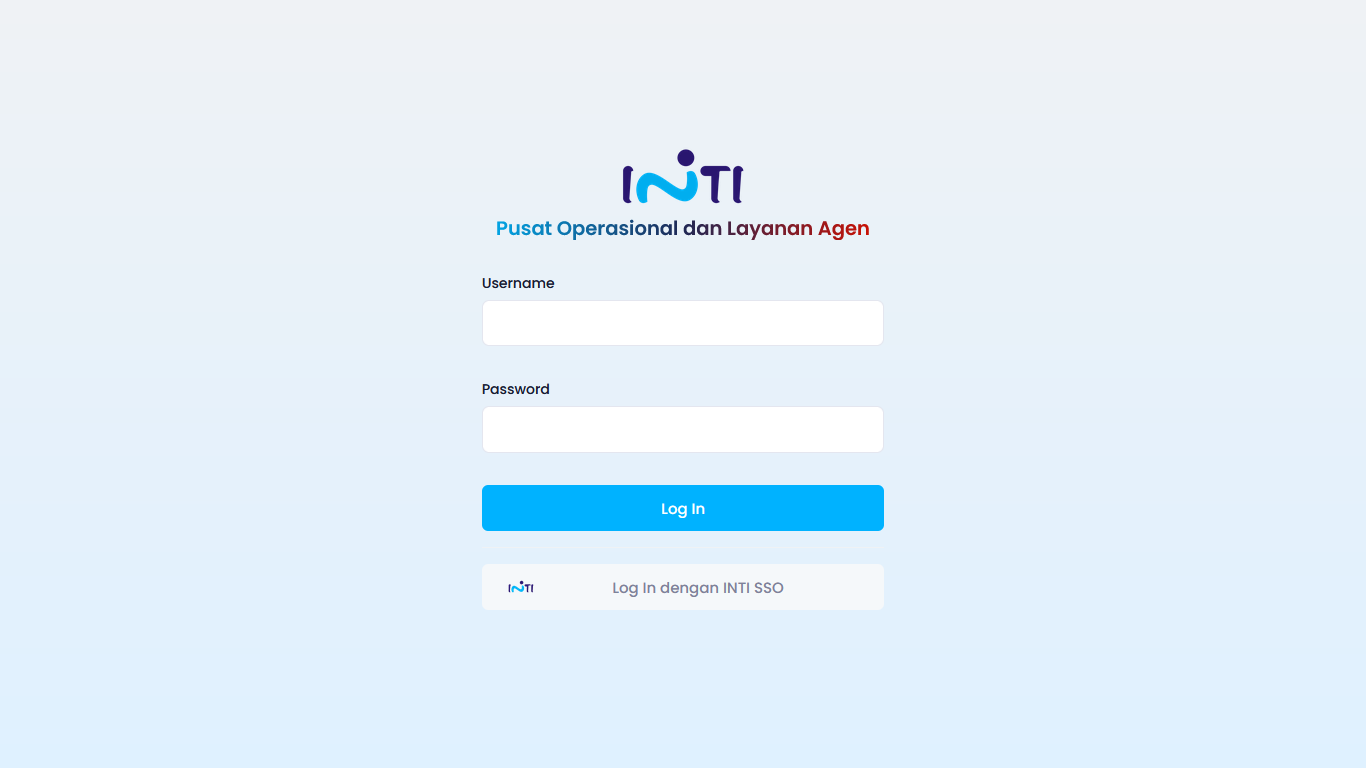 INTI
Pusat Operasional dan Layanan Agen
Username
Password
Log In
INTI Log In dengan INTI SSO